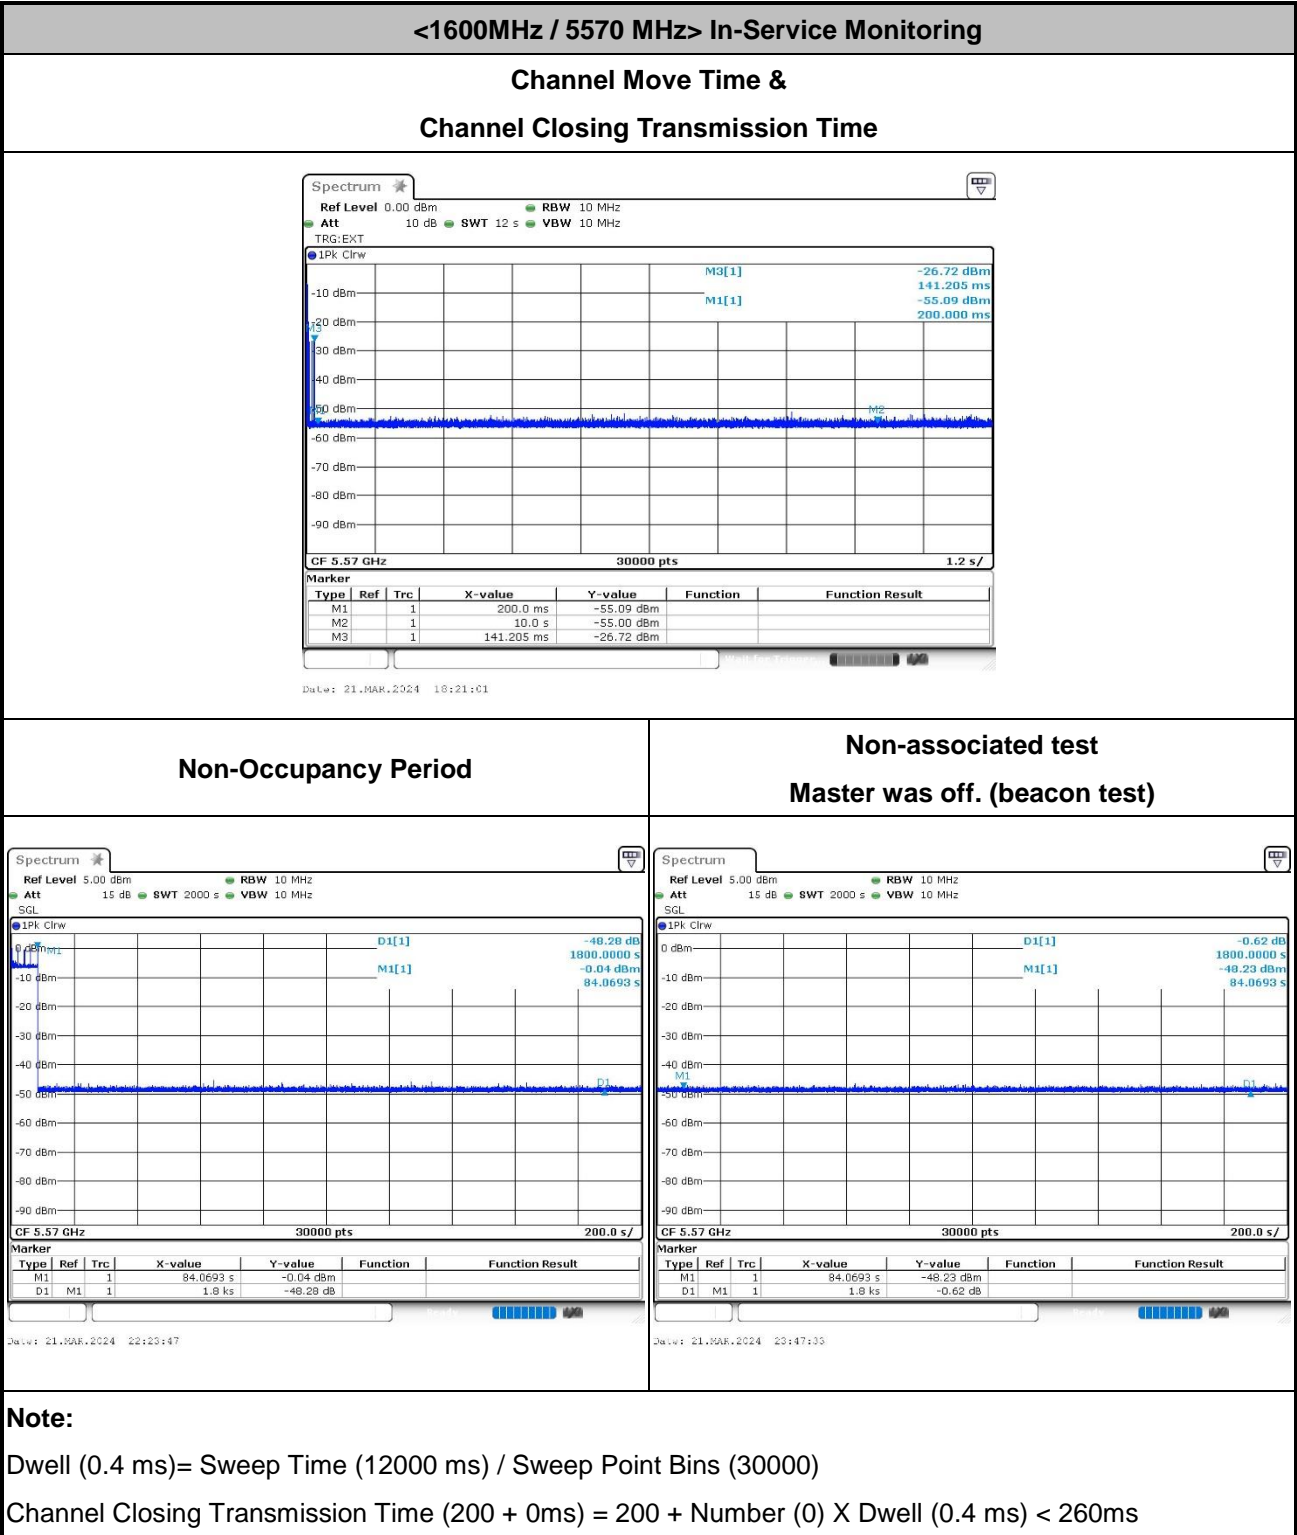 <1600MHz / 5570 MHz> In-Service Monitoring
Channel Move Time &
Channel Closing Transmission Time
Spectrum
Ref Level 0.00 dBm RBW 10 MHz
Att 10 dB SWT 12 s VBW 10 MHz
TRG:EXT
1Pk Clrw
M3[1] -26.72 dBm
141.205 ms
-10 dBm
M1[1] -55.09 dBm
200.000 ms
-20 dBm
M3
-30 dBm
-40 dBm
-50 dBm
M2
-60 dBm
-70 dBm
-80 dBm
-90 dBm
CF 5.57 GHz 30000 pts 1.2 s/
Marker
Type Ref Trc X-value Y-value Function Function Result
M1 1 200.0 ms -55.09 dBm
M2 1 10.0 s -55.00 dBm
M3 1 141.205 ms -26.72 dBm
Wait for Trigger
Date: 21.MAR.2024 18:21:01
Non-Occupancy Period
Spectrum
Ref Level 5.00 dBm RBW 10 MHz
Att 15 dB SWT 2000 s VBW 10 MHz
SGL
1Pk Clrw
D1[1] -48.28 dB
1800.0000 s
0 dBm
M1
M1[1] -0.04 dBm
84.0693 s
-10 dBm
-20 dBm
-30 dBm
-40 dBm
D1
-50 dBm
-60 dBm
-70 dBm
-80 dBm
-90 dBm
CF 5.57 GHz 30000 pts 200.0 s/
Marker
Type Ref Trc X-value Y-value Function Function Result
M1 1 84.0693 s -0.04 dBm
D1 M1 1 1.8 ks -48.28 dB
Ready
Date: 21.MAR.2024 22:23:47
Non-associated test
Master was off. (beacon test)
Spectrum
Ref Level 5.00 dBm RBW 10 MHz
Att 15 dB SWT 2000 s VBW 10 MHz
SGL
1Pk Clrw
D1[1] -0.62 dB
1800.0000 s
0 dBm
M1[1] -48.23 dBm
84.0693 s
-10 dBm
-20 dBm
-30 dBm
-40 dBm
M1
D1
-50 dBm
-60 dBm
-70 dBm
-80 dBm
-90 dBm
CF 5.57 GHz 30000 pts 200.0 s/
Marker
Type Ref Trc X-value Y-value Function Function Result
M1 1 84.0693 s -48.23 dBm
D1 M1 1 1.8 ks -0.62 dB
Date: 21.MAR.2024 23:47:35
Note:
Dwell (0.4 ms)= Sweep Time (12000 ms) / Sweep Point Bins (30000)
Channel Closing Transmission Time (200 + 0ms) = 200 + Number (0) X Dwell (0.4 ms) < 260ms